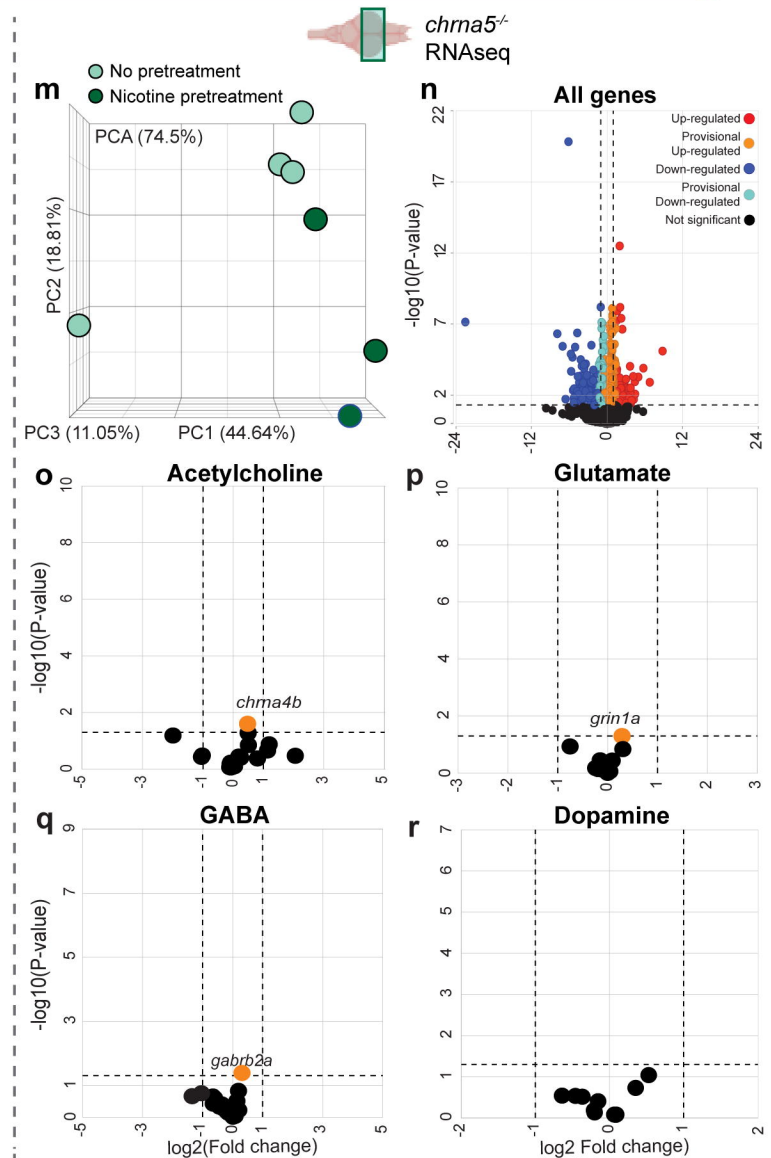 chrna5-/-
RNAseq
m
No pretreatment
Nicotine pretreatment
PCA (74.5%)
PC2 (18.81%)
PC3 (11.05%)
PC1 (44.64%)
n
All genes
Up-regulated
Provisional
Up-regulated
Down-regulated
Provisional
Down-regulated
Not significant
-log10(P-value)
22
17
12
7
2
0
-24
-12
0
12
24
o
Acetylcholine
-log10(P-value)
10
8
6
4
2
0
chrna4b
-5
-3
-1
0
1
3
5
p
Glutamate
10
8
6
4
2
0
grin1a
-3
-2
-1
0
1
2
3
q
GABA
-log10(P-value)
9
7
5
3
1
0
gabrb2a
-5
-3
-1
0
1
3
5
log2(Fold change)
r
Dopamine
7
6
5
4
3
2
1
0
-2
-1
0
1
2
log2 Fold change)